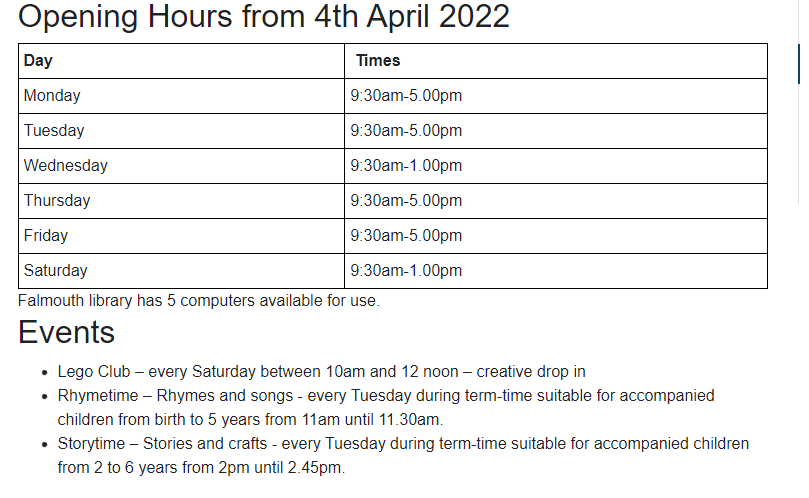 Opening Hours from 4th April 2022
Day Times
Monday 9:30am-5.00pm
Tuesday 9:30am-5.00pm
Wednesday 9:30am-1.00pm
Thursday 9:30am-5.00pm
Friday 9:30am-5.00pm
Saturday 9:30am-1.00pm
Falmouth library has 5 computers available for use.
Events
• Lego Club – every Saturday between 10am and 12 noon – creative drop in
• Rhymetime – Rhymes and songs - every Tuesday during term-time suitable for accompanied
children from birth to 5 years from 11am until 11.30am.
• Storytime – Stories and crafts - every Tuesday during term-time suitable for accompanied children
from 2 to 6 years from 2pm until 2.45pm.